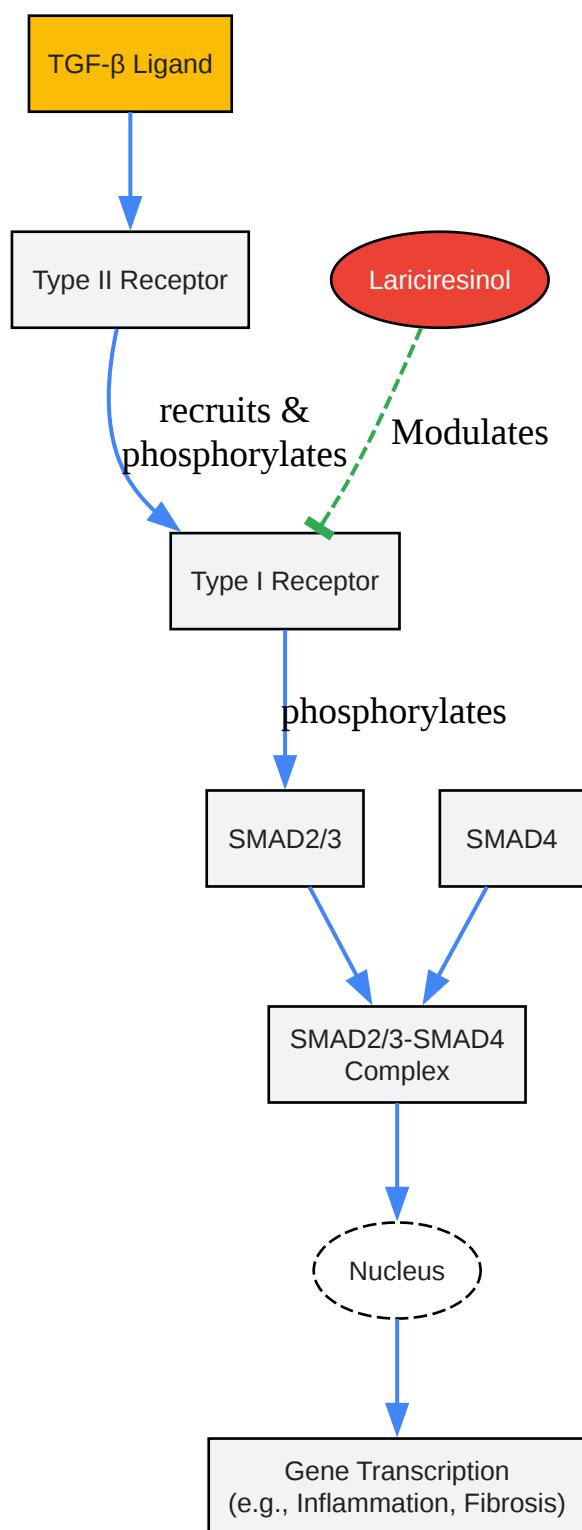 TGF-β Ligand
Type II Receptor
Lariciresinol
recruits &
phosphorylates
Modulates
Type I Receptor
phosphorylates
SMAD2/3
SMAD4
SMAD2/3-SMAD4
Complex
Nucleus
Gene Transcription
(e.g., Inflammation, Fibrosis)